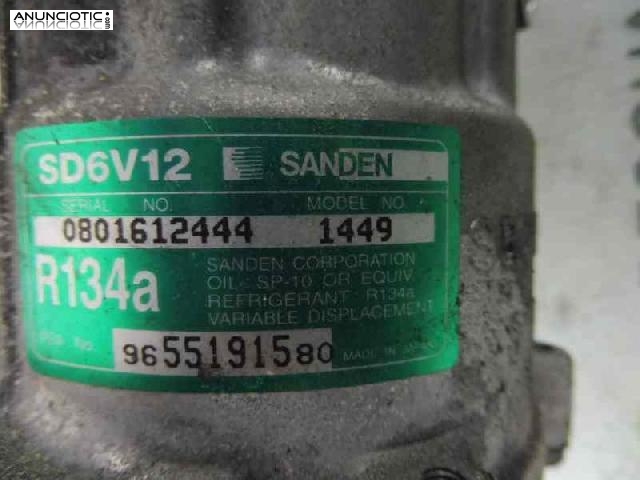 ANUNCIOTIC.COM
SD6V12 SANDEN
SERIAL NO. MODEL NO.
0801612444 1449
R134a
SANDEN CORPORATION
OIL : SP-10 OR EQUIV.
REFRIGERANT R134a
VARIABLE DISPLACEMENT
9655191580 MADE IN JAPAN